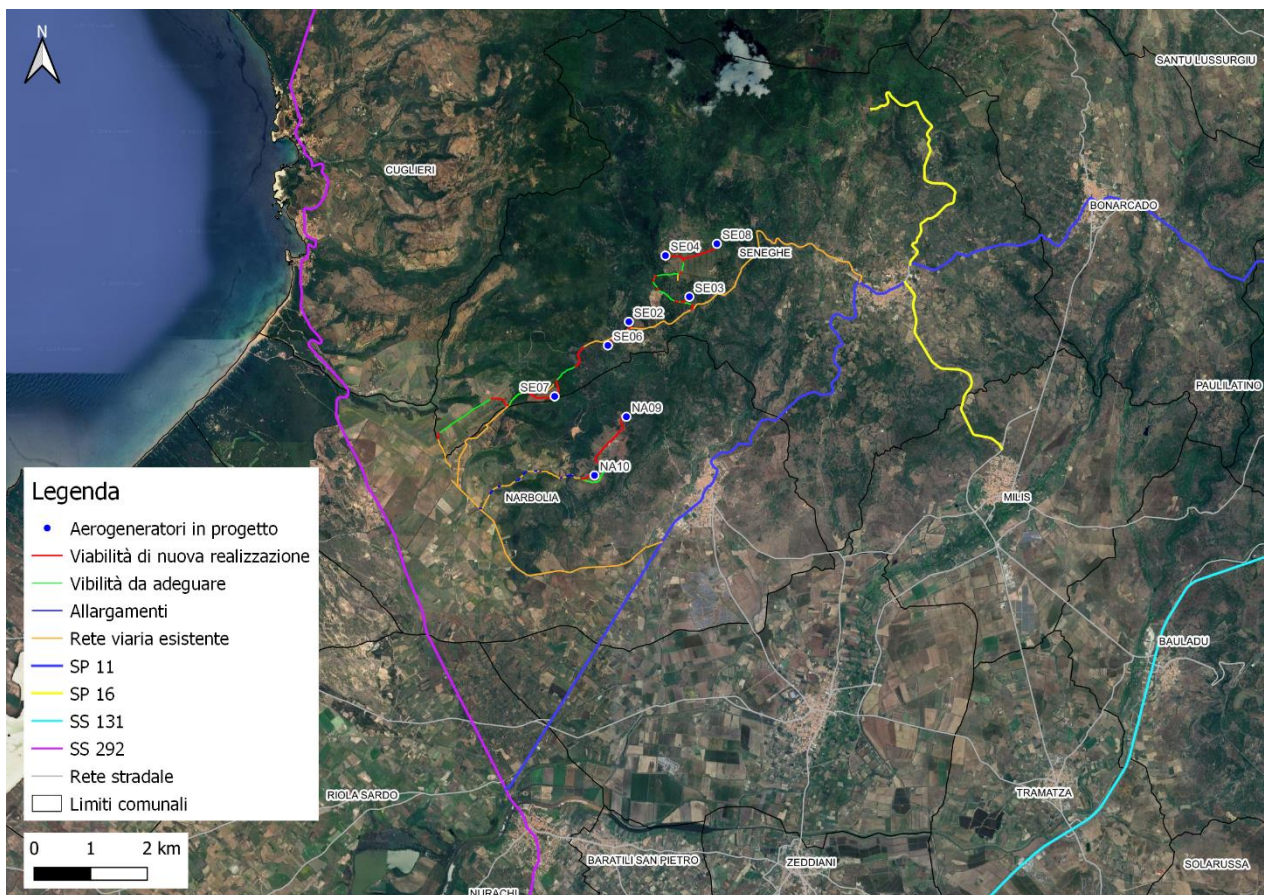 N
SANTU LUSSURGIU
CUGLIERI
BONARCADO
SE08
SE04
SENEGHE
SE03
SE02
SE06
PAULILATINO
SE07
NA09
NA10
NARBOLIA
MILIS
Legenda
Aerogeneratori in progetto
Viabilità di nuova realizzazione
Vibilità da adeguare
Allargamenti
Rete viaria esistente
SP 11
SP 16
SS 131
SS 292
Rete stradale
Limiti comunali
0 1 2 km
BAULADU
TRAMATZA
RIOLA SARDO
BARATILI SAN PIETRO
ZEDDIANI
SOLARUSSA
NURACHI